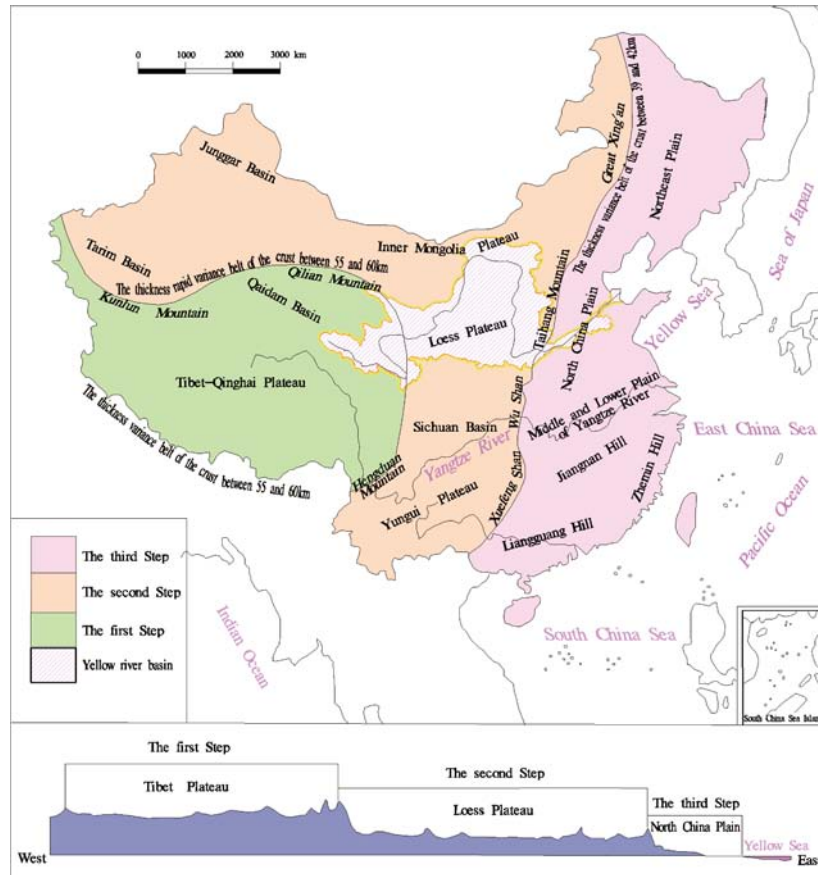 0 1000 2000 3000 km
The thickness variance belt of the crust between 39 and 42km
Great Xing'an
Northeast Plain
Junggar Basin
Sea of Japan
Inner Mongolia Plateau
Tarim Basin
The thickness rapid variance belt of the crust between 55 and 60km
Kunlun Mountain
Qilian Mountain
Qaidam Basin
Taihang Mountain
North China Plain
Yellow Sea
Loess Plateau
Tibet-Qinghai Plateau
The thickness variance belt of the crust between 55 and 60km
Sichuan Basin
Wu Shan
Middle and Lower Plain
of Yangtze River
East China Sea
Yangtze River
Hengduan
Mountain
Jiangnan Hill
Zhemin Hill
Xuefeng Shan
Yungui Plateau
Liangguang Hill
Pacific Ocean
The third Step
The second Step
The first Step
Yellow river basin
Indian Ocean
South China Sea
South China Sea Island
The first Step
The second Step
Tibet Plateau
The third Step
Loess Plateau
North China Plain
Yellow Sea
West
East